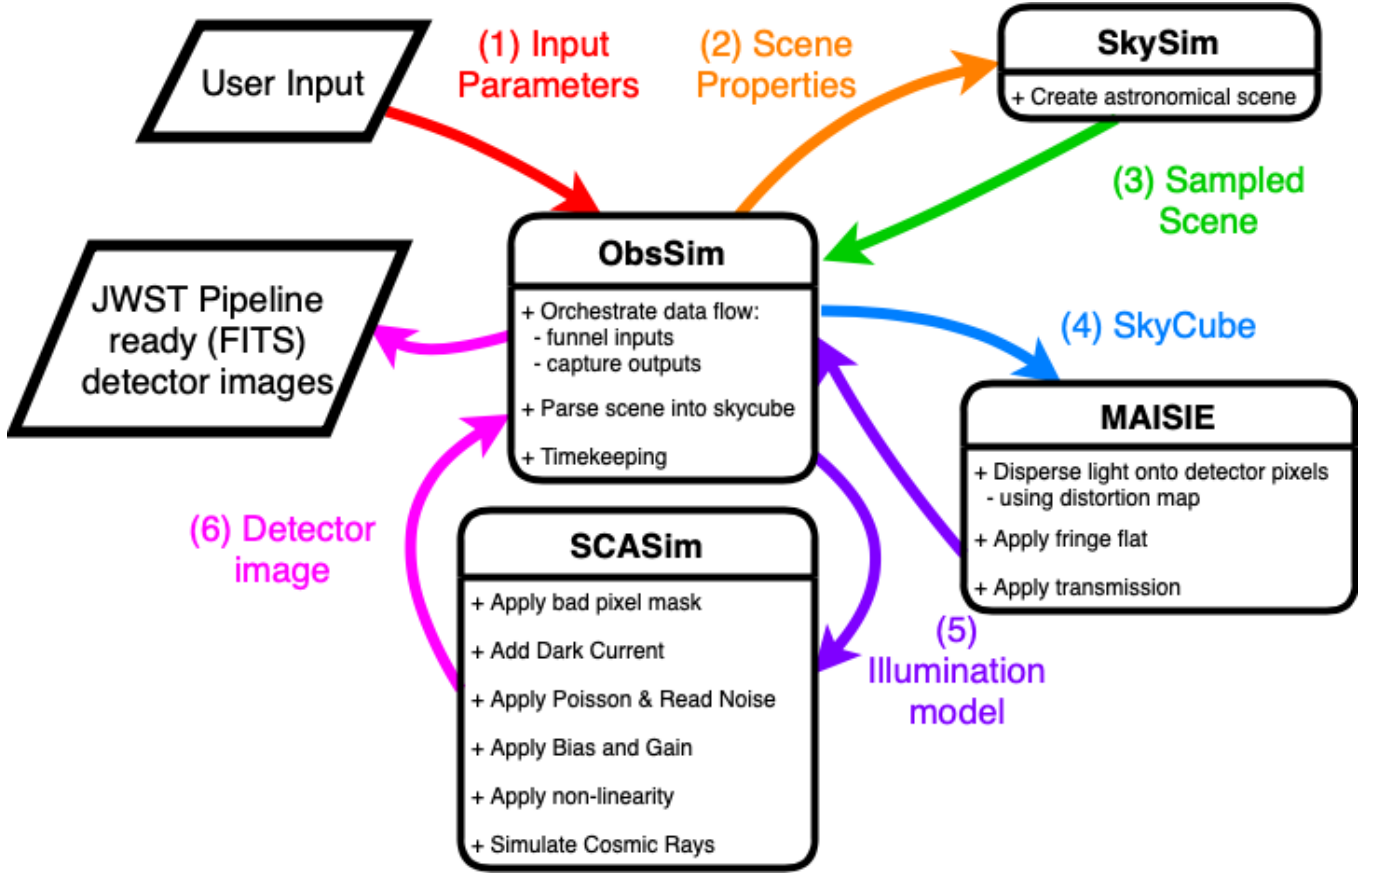 User Input
(1) Input
Parameters
(2) Scene
Properties
SkySim
+ Create astronomical scene
(3) Sampled
Scene
ObsSim
+ Orchestrate data flow:
- funnel inputs
- capture outputs
+ Parse scene into skycube
+ Timekeeping
JWST Pipeline
ready (FITS)
detector images
(4) SkyCube
MAISIE
+ Disperse light onto detector pixels
- using distortion map
+ Apply fringe flat
+ Apply transmission
(5)
Illumination
model
(6) Detector
image
SCASim
+ Apply bad pixel mask
+ Add Dark Current
+ Apply Poisson & Read Noise
+ Apply Bias and Gain
+ Apply non-linearity
+ Simulate Cosmic Rays